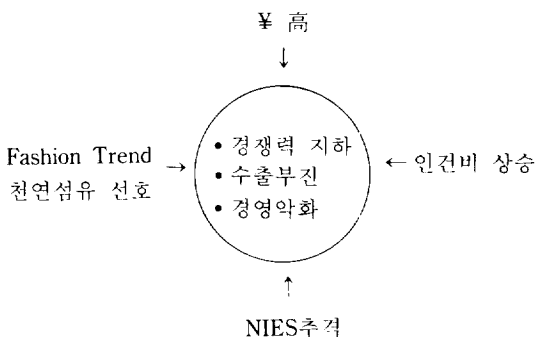 ¥ 高
↓
Fashion Trend
천연섬유 선호
→
• 경쟁력 지하
• 수출부진
• 경영악화
← 인건비 상승
↑
NIES추격